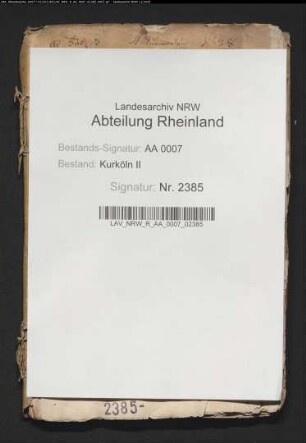 Landesarchiv NRW
Abteilung Rheinland
Bestands-Signatur: AA 0007
Bestand: Kurköln II
Signatur: Nr. 2385
LAV_NRW_R_AA_0007_02385
2385-